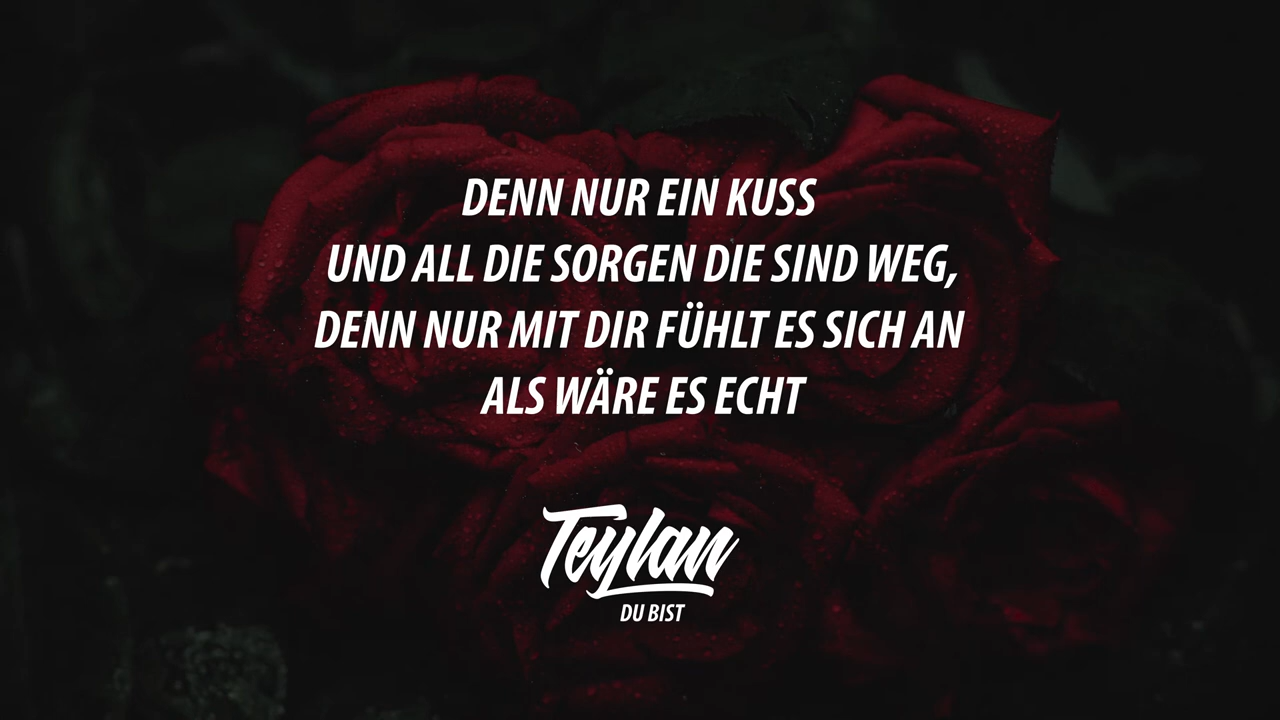 DENN NUR EIN KUSS
UND ALL DIE SORGEN DIE SIND WEG,
DENN NUR MIT DIR FÜHLT ES SICH AN
ALS WÄRE ES ECHT
Teylan
DU BIST